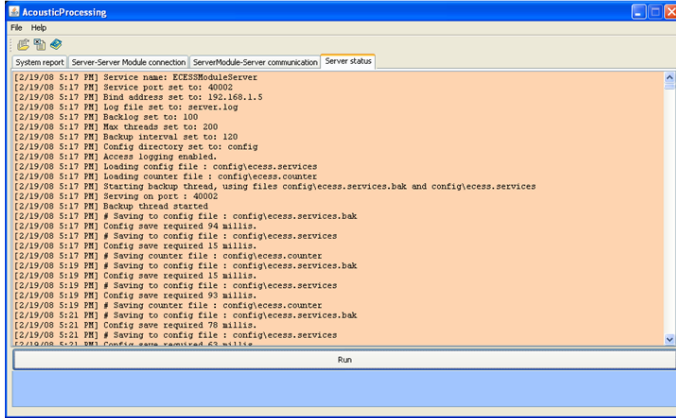 AcousticProcessing
File Help
System report Server-Server Module connection ServerModule-Server communication Server status
[2/19/08 5:17 PM] Service name: ECESSModuleServer
[2/19/08 5:17 PM] Service port set to: 40002
[2/19/08 5:17 PM] Bind address set to: 192.168.1.5
[2/19/08 5:17 PM] Log file set to: server.log
[2/19/08 5:17 PM] Backlog set to: 100
[2/19/08 5:17 PM] Max threads set to: 200
[2/19/08 5:17 PM] Backup interval set to: 120
[2/19/08 5:17 PM] Config directory set to: config
[2/19/08 5:17 PM] Access logging enabled.
[2/19/08 5:17 PM] Loading config file : config\ecess.services
[2/19/08 5:17 PM] Loading counter file : config\ecess.counter
[2/19/08 5:17 PM] Starting backup thread, using files config\ecess.services.bak and config\ecess.services
[2/19/08 5:17 PM] Serving on port : 40002
[2/19/08 5:17 PM] Backup thread started
[2/19/08 5:17 PM] # Saving to config file : config\ecess.services.bak
[2/19/08 5:17 PM] Config save required 94 millis.
[2/19/08 5:17 PM] # Saving to config file : config\ecess.services
[2/19/08 5:17 PM] Config save required 15 millis.
[2/19/08 5:17 PM] # Saving counter file : config\ecess.counter
[2/19/08 5:19 PM] # Saving to config file : config\ecess.services.bak
[2/19/08 5:19 PM] Config save required 15 millis.
[2/19/08 5:19 PM] # Saving to config file : config\ecess.services
[2/19/08 5:19 PM] Config save required 93 millis.
[2/19/08 5:19 PM] # Saving counter file : config\ecess.counter
[2/19/08 5:21 PM] # Saving to config file : config\ecess.services.bak
[2/19/08 5:21 PM] Config save required 78 millis.
[2/19/08 5:21 PM] # Saving to config file : config\ecess.services
[2/19/08 5:21 PM] Config save required 63 millis.
Run